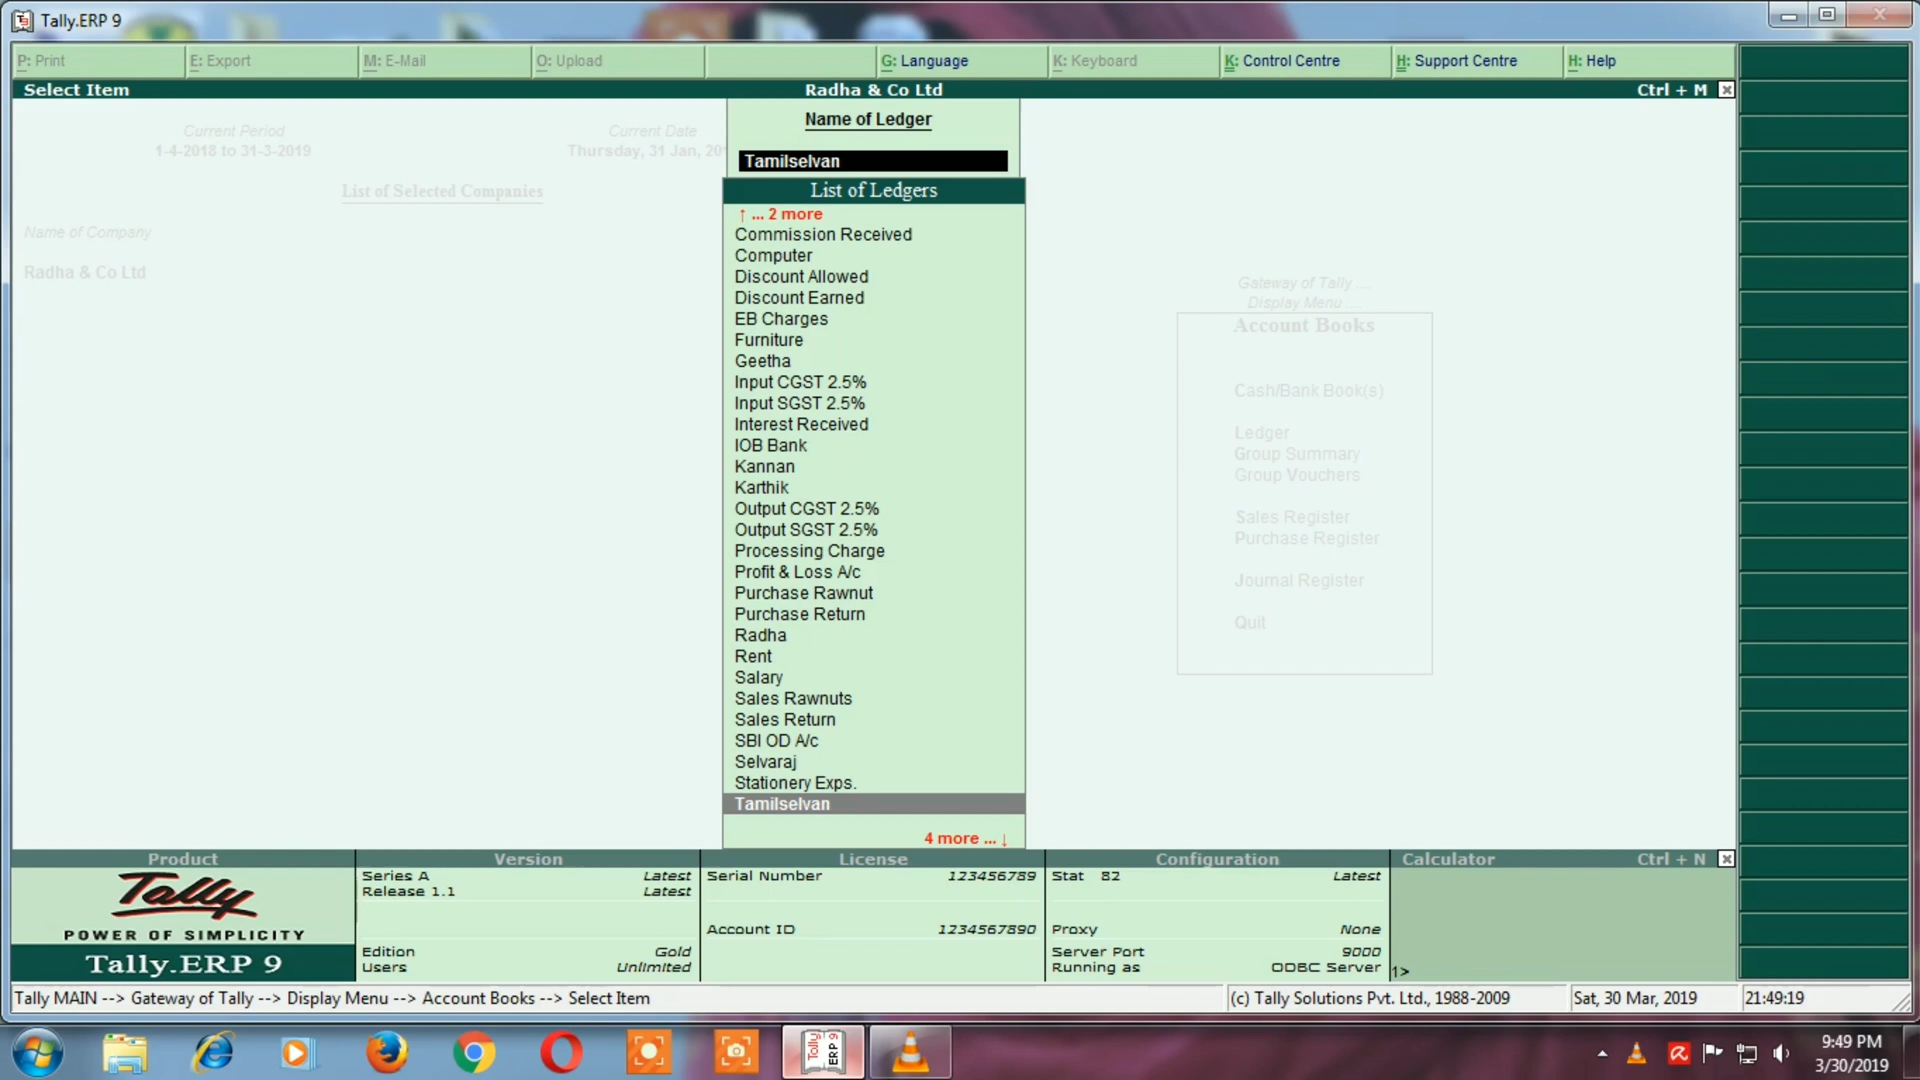 Tally.ERP 9
P: Print
E: Export
M: E-Mail
O: Upload
G: Language
K: Keyboard
K: Control Centre
H: Support Centre
H: Help
Select Item
Radha & Co Ltd
Ctrl + M
Current Period
1-4-2018 to 31-3-2019
Current Date
Thursday, 31 Jan, 20
List of Selected Companies
Name of Company
Radha & Co Ltd
Name of Ledger
Tamilselvan
List of Ledgers
↑ ... 2 more
Commission Received
Computer
Discount Allowed
Discount Earned
EB Charges
Furniture
Geetha
Input CGST 2.5%
Input SGST 2.5%
Interest Received
IOB Bank
Kannan
Karthik
Output CGST 2.5%
Output SGST 2.5%
Processing Charge
Profit & Loss A/c
Purchase Rawnut
Purchase Return
Radha
Rent
Salary
Sales Rawnuts
Sales Return
SBI OD A/c
Selvaraj
Stationery Exps.
Tamilselvan
4 more ... ↓
Gateway of Tally ....
Display Menu ....
Account Books
Cash/Bank Book(s)
Ledger
Group Summary
Group Vouchers
Sales Register
Purchase Register
Journal Register
Quit
Product
Tally
POWER OF SIMPLICITY
Tally.ERP 9
Version
Series A Latest
Release 1.1 Latest
Edition Gold
Users Unlimited
License
Serial Number 123456789
Account ID 1234567890
Configuration
Stat 82 Latest
Proxy None
Server Port 9000
Running as ODBC Server
Calculator Ctrl + N
1>
Tally MAIN --> Gateway of Tally --> Display Menu --> Account Books --> Select Item
(c) Tally Solutions Pvt. Ltd., 1988-2009
Sat, 30 Mar, 2019
21:49:19
Tally
ERP 9
9:49 PM
3/30/2019